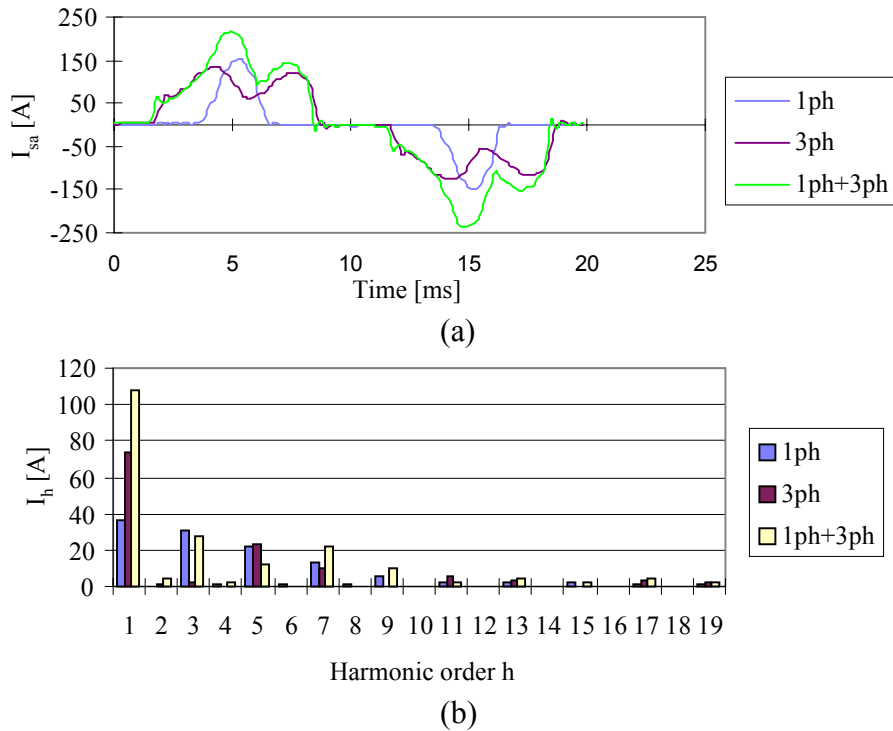 250
150
50
-50
-150
-250
I_sa [A]
0 5 10 15 20 25
Time [ms]
1ph
3ph
1ph+3ph
(a)
120
100
80
60
40
20
0
I_h [A]
1 2 3 4 5 6 7 8 9 10 11 12 13 14 15 16 17 18 19
Harmonic order h
1ph
3ph
1ph+3ph
(b)